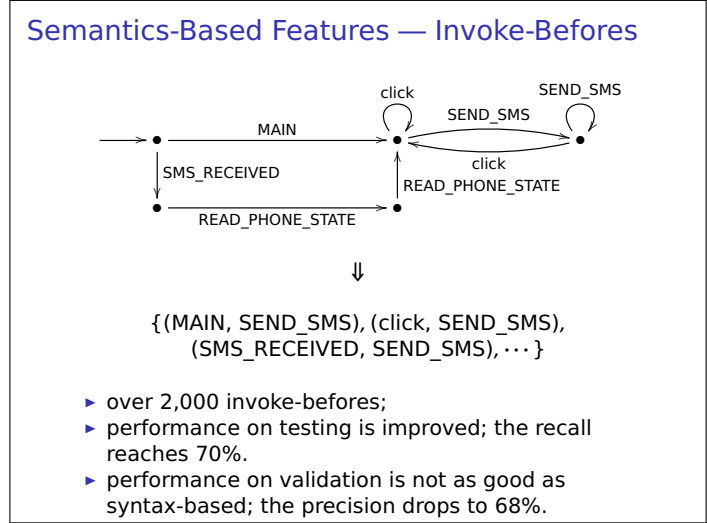 Semantics-Based Features — Invoke-Befores
click
SEND_SMS
SEND_SMS
MAIN
click
SMS_RECEIVED
READ_PHONE_STATE
READ_PHONE_STATE
⇓
{(MAIN, SEND_SMS), (click, SEND_SMS),
(SMS_RECEIVED, SEND_SMS), ··· }
▶ over 2,000 invoke-befores;
▶ performance on testing is improved; the recall
reaches 70%.
▶ performance on validation is not as good as
syntax-based; the precision drops to 68%.